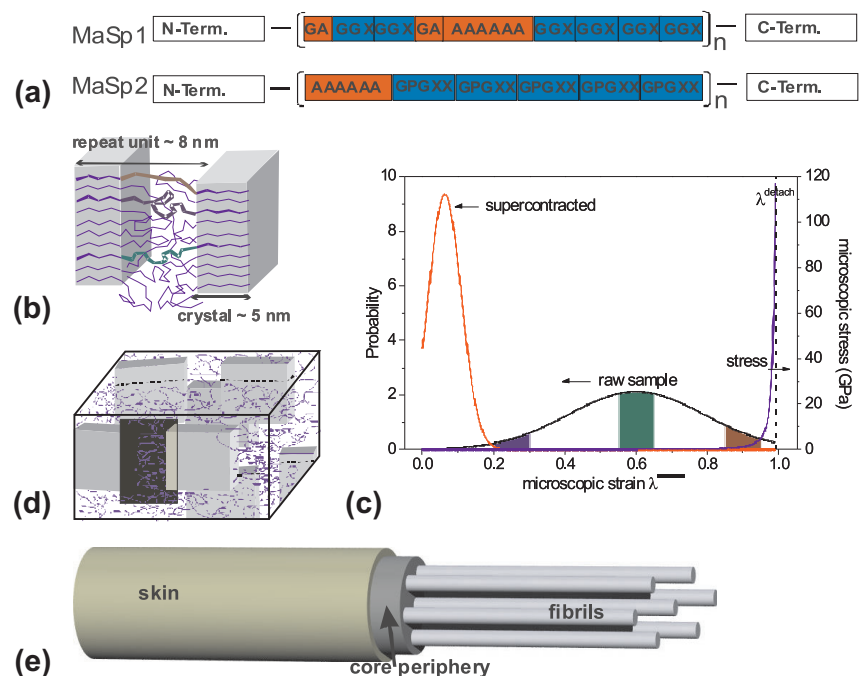 MaSp1 N-Term. GA GGX GGX GA AAAAAA GGX GGX GGX GGX n C-Term.
(a) MaSp2 N-Term. AAAAAA GPGXX GPGXX GPGXX GPGXX GPGXX n C-Term.
repeat unit ~ 8 nm
crystal ~ 5 nm
(b)
10 120
8 100
6 80
4 60
2 40
0 20
0
Probability
microscopic stress (GPa)
supercontracted
λdetach
stress
raw sample
0.0 0.2 0.4 0.6 0.8 1.0
microscopic strain λ
(c)
(d)
skin
fibrils
core periphery
(e)